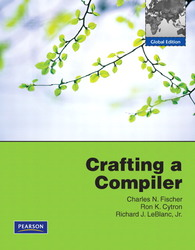 Global Edition
Crafting a
Compiler
Charles N. Fischer
Ron K. Cytron
Richard J. LeBlanc, Jr.
PEARSON